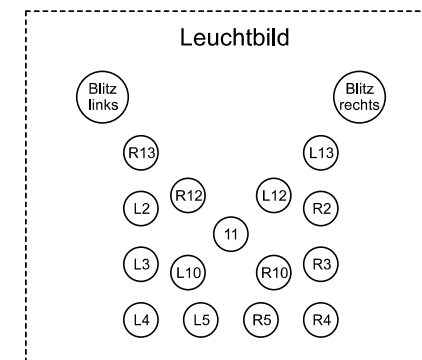 Leuchtbild
Blitz links
Blitz rechts
R13
L13
R12
L12
L2
R2
11
L3
L10
R10
R3
L4
L5
R5
R4